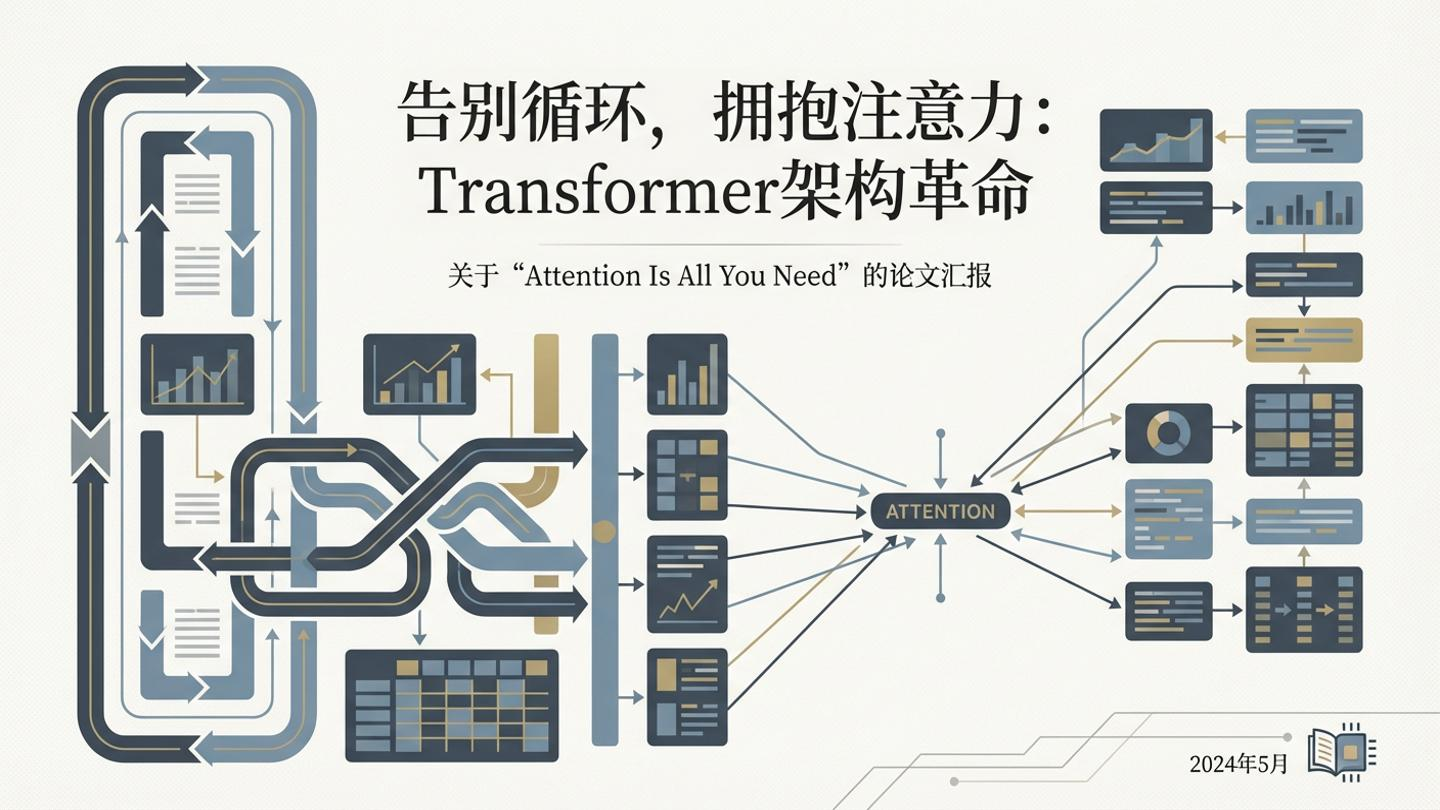 告别循环，拥抱注意力：
Transformer架构革命
关于“Attention Is All You Need”的论文汇报
ATTENTION
2024年5月